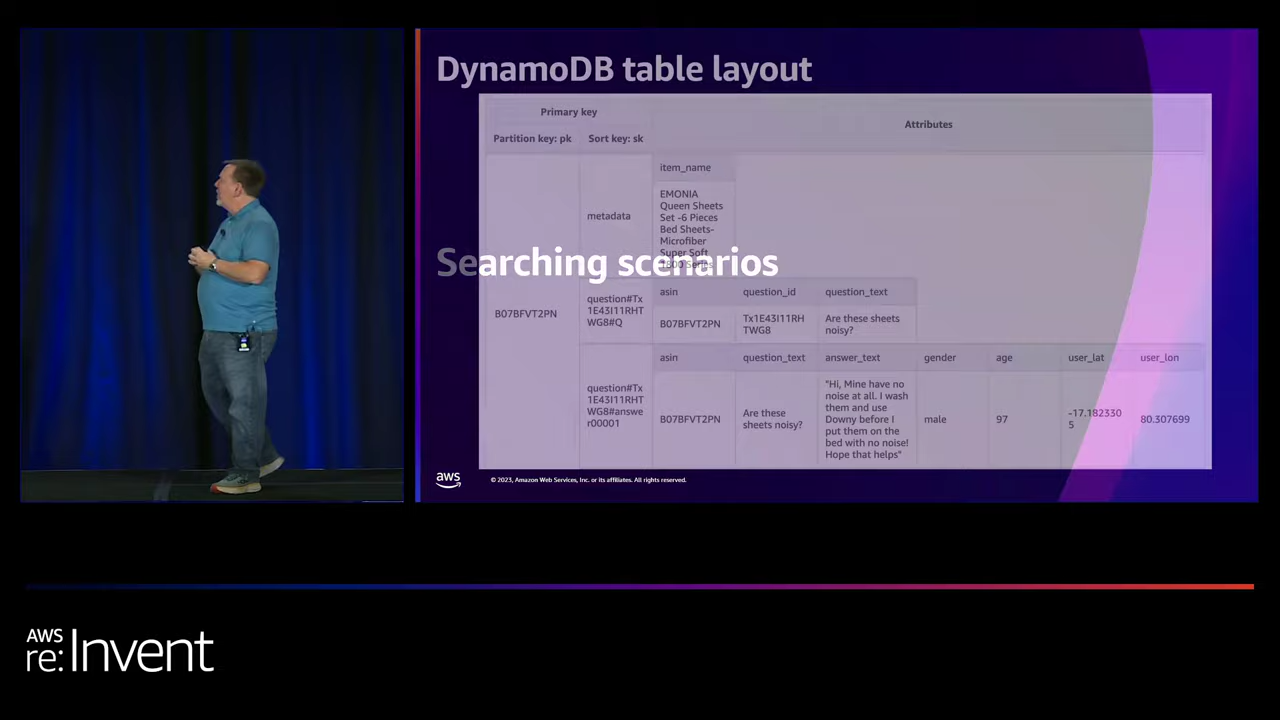 DynamoDB table layout
Primary key
Attributes
Partition key: pk
Sort key: sk
item_name
metadata
EMONIA
Queen Sheets
Set -6 Pieces
Bed Sheets-
Microfiber
Super Soft
1800 Series
Searching scenarios
B07BFVT2PN
question#Tx
1E43I11RHT
WG8#Q
asin
question_id
question_text
B07BFVT2PN
Tx1E43I11RH
TWG8
Are these sheets
noisy?
question#Tx
1E43I11RHT
WG8#answe
r00001
asin
question_text
answer_text
gender
age
user_lat
user_lon
B07BFVT2PN
Are these
sheets noisy?
"Hi, Mine have no
noise at all. I wash
them and use
Downy before I
put them on the
bed with no noise!
Hope that helps"
male
97
-17.182330
5
80.307699
aws
© 2023, Amazon Web Services, Inc. or its affiliates. All rights reserved.
AWS
re:Invent